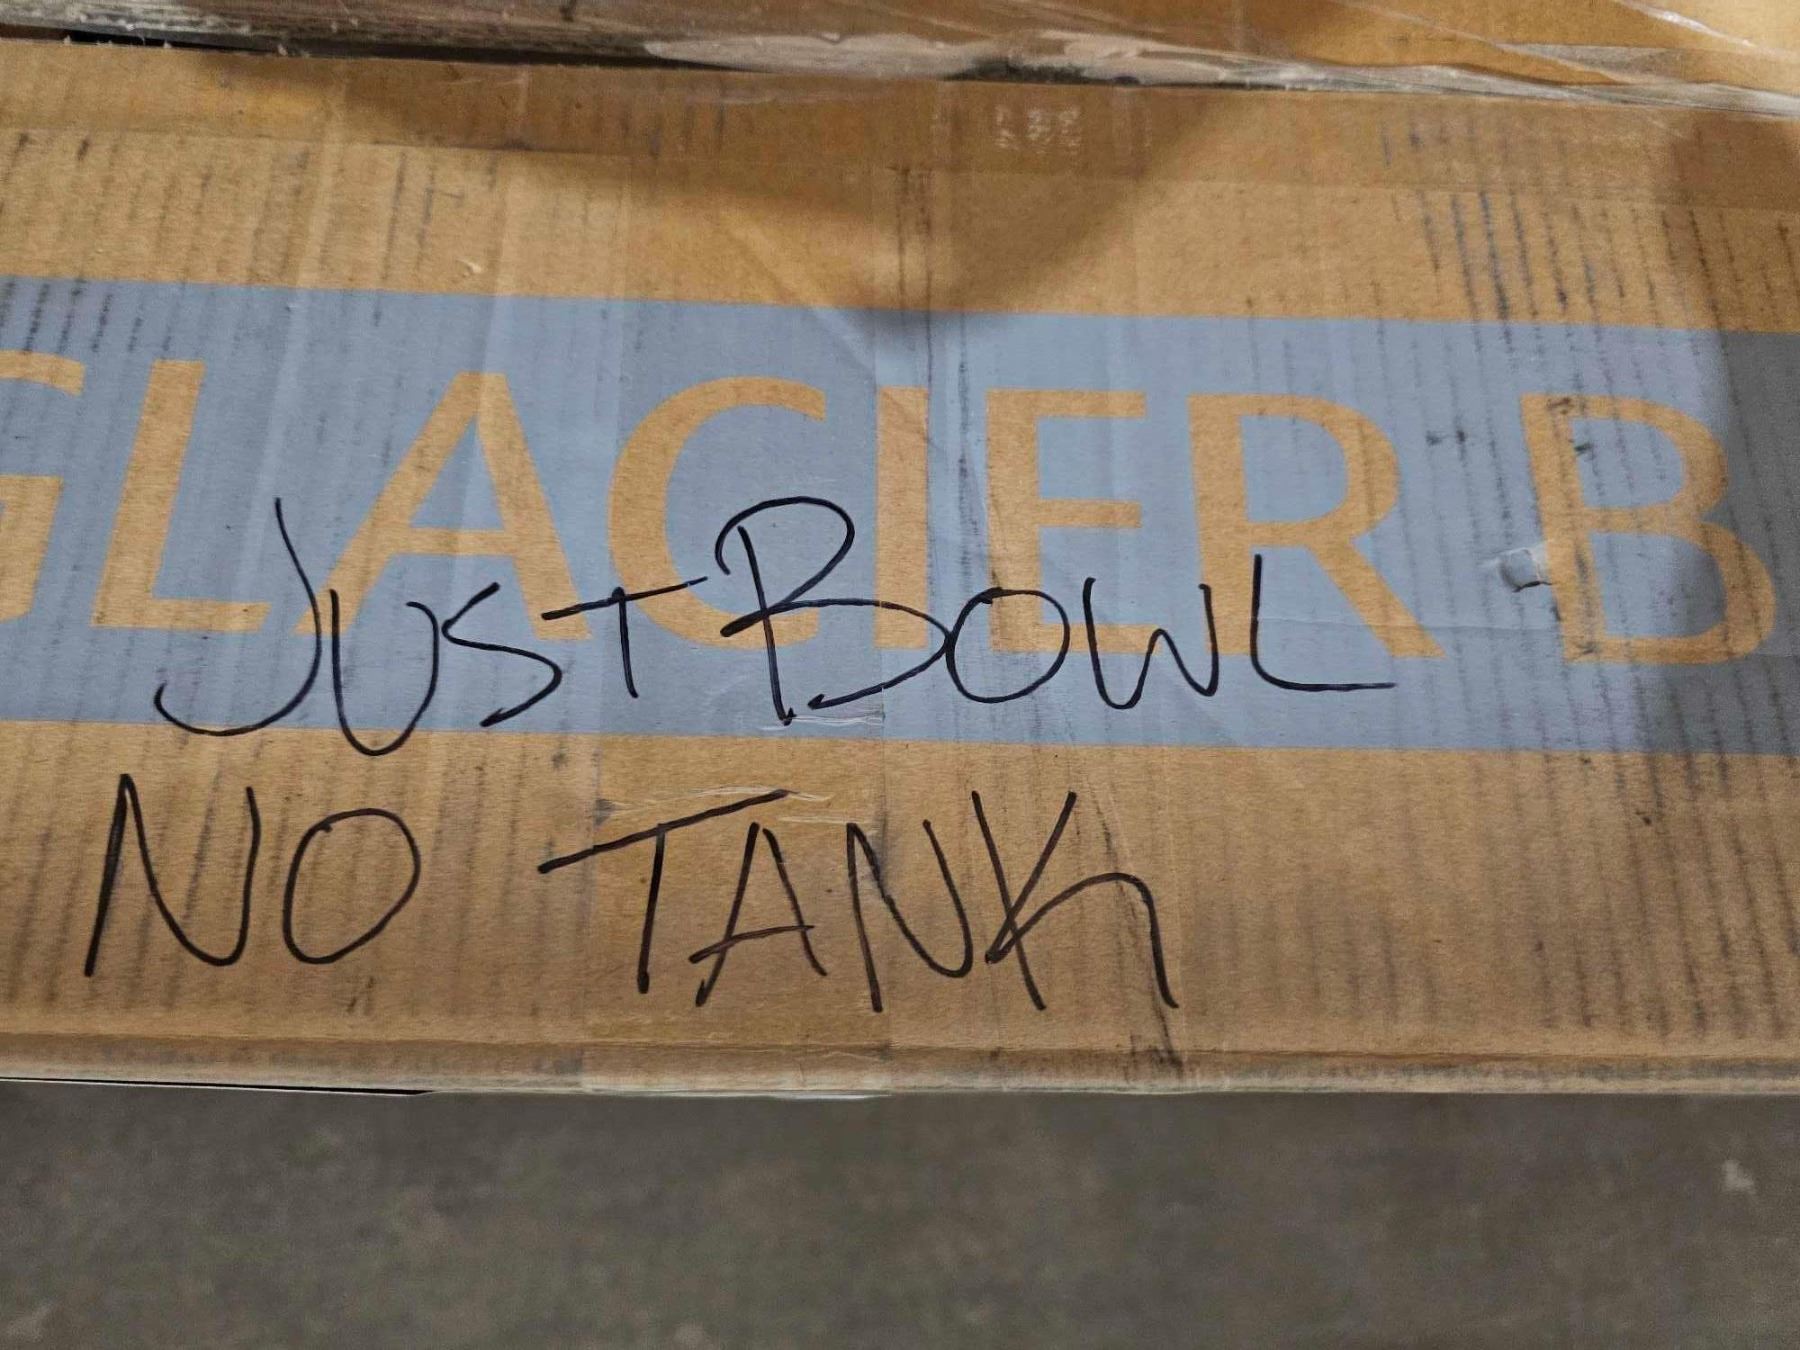 GLACIER B
JUST BOWL
NO TANK